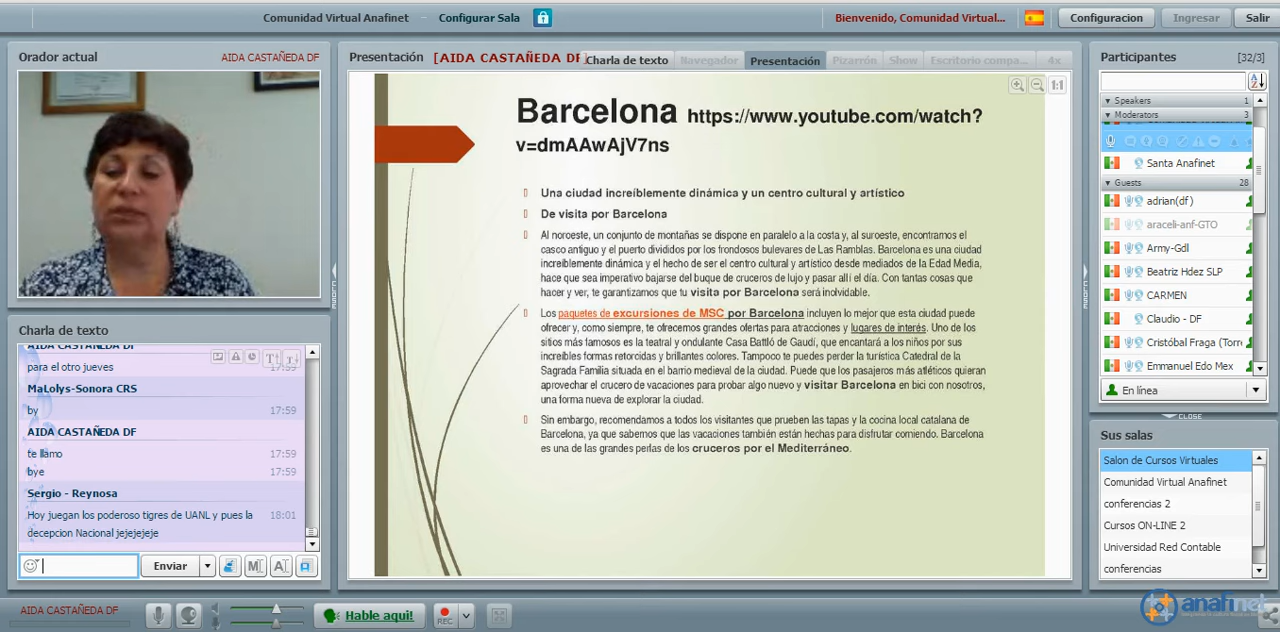 Comunidad Virtual Anafinet
Configurar Sala
Bienvenido, Comunidad Virtual...
Configuracion
Ingresar
Salir
Orador actual
AIDA CASTAÑEDA DF
Presentación
[AIDA CASTAÑEDA DF]
Charla de texto
Navegador
Presentación
Pizarrón
Show
Escritorio compa...
4x
1:1
Barcelona https://www.youtube.com/watch?
v=dmAAwAjV7ns
Una ciudad increíblemente dinámica y un centro cultural y artístico
De visita por Barcelona
Al noroeste, un conjunto de montañas se dispone en paralelo a la costa y, al suroeste, encontramos el
casco antiguo y el puerto divididos por los frondosos bulevares de Las Ramblas. Barcelona es una ciudad
increíblemente dinámica y el hecho de ser el centro cultural y artístico desde mediados de la Edad Media,
hace que sea imperativo bajarse del buque de cruceros de lujo y pasar allí el día. Con tantas cosas que
hacer y ver, te garantizamos que tu visita por Barcelona será inolvidable.
Los paquetes de excursiones de MSC por Barcelona incluyen lo mejor que esta ciudad puede
ofrecer y, como siempre, te ofrecemos grandes ofertas para atracciones y lugares de interés. Uno de los
sitios más famosos es la teatral y ondulante Casa Battló de Gaudí, que encantará a los niños por sus
increíbles formas retorcidas y brillantes colores. Tampoco te puedes perder la turística Catedral de la
Sagrada Familia situada en el barrio medieval de la ciudad. Puede que los pasajeros más atléticos quieran
aprovechar el crucero de vacaciones para probar algo nuevo y visitar Barcelona en bici con nosotros,
una forma nueva de explorar la ciudad.
Sin embargo, recomendamos a todos los visitantes que prueben las tapas y la cocina local catalana de
Barcelona, ya que sabemos que las vacaciones también están hechas para disfrutar comiendo. Barcelona
es una de las grandes perlas de los cruceros por el Mediterráneo.
Charla de texto
AIDA CASTAÑEDA DF
para el otro jueves 17:59
MaLolys-Sonora CRS
by 17:59
AIDA CASTAÑEDA DF
te llamo 17:59
bye 17:59
Sergio - Reynosa
Hoy juegan los poderoso tigres de UANL y pues la 18:01
decepcion Nacional jejejejeje
Enviar
AIDA CASTAÑEDA DF
Hable aqui!
REC
Participantes
[32/3]
Speakers 1
Moderators 3
Santa Anafinet
Guests 28
adrian(df)
araceli-anf-GTO
Army-Gdl
Beatriz Hdez SLP
CARMEN
Claudio - DF
Cristóbal Fraga (Torre
Emmanuel Edo Mex
En línea
CLOSE
Sus salas
Salon de Cursos Virtuales
Comunidad Virtual Anafinet
conferencias 2
Cursos ON-LINE 2
Universidad Red Contable
conferencias
anafinet